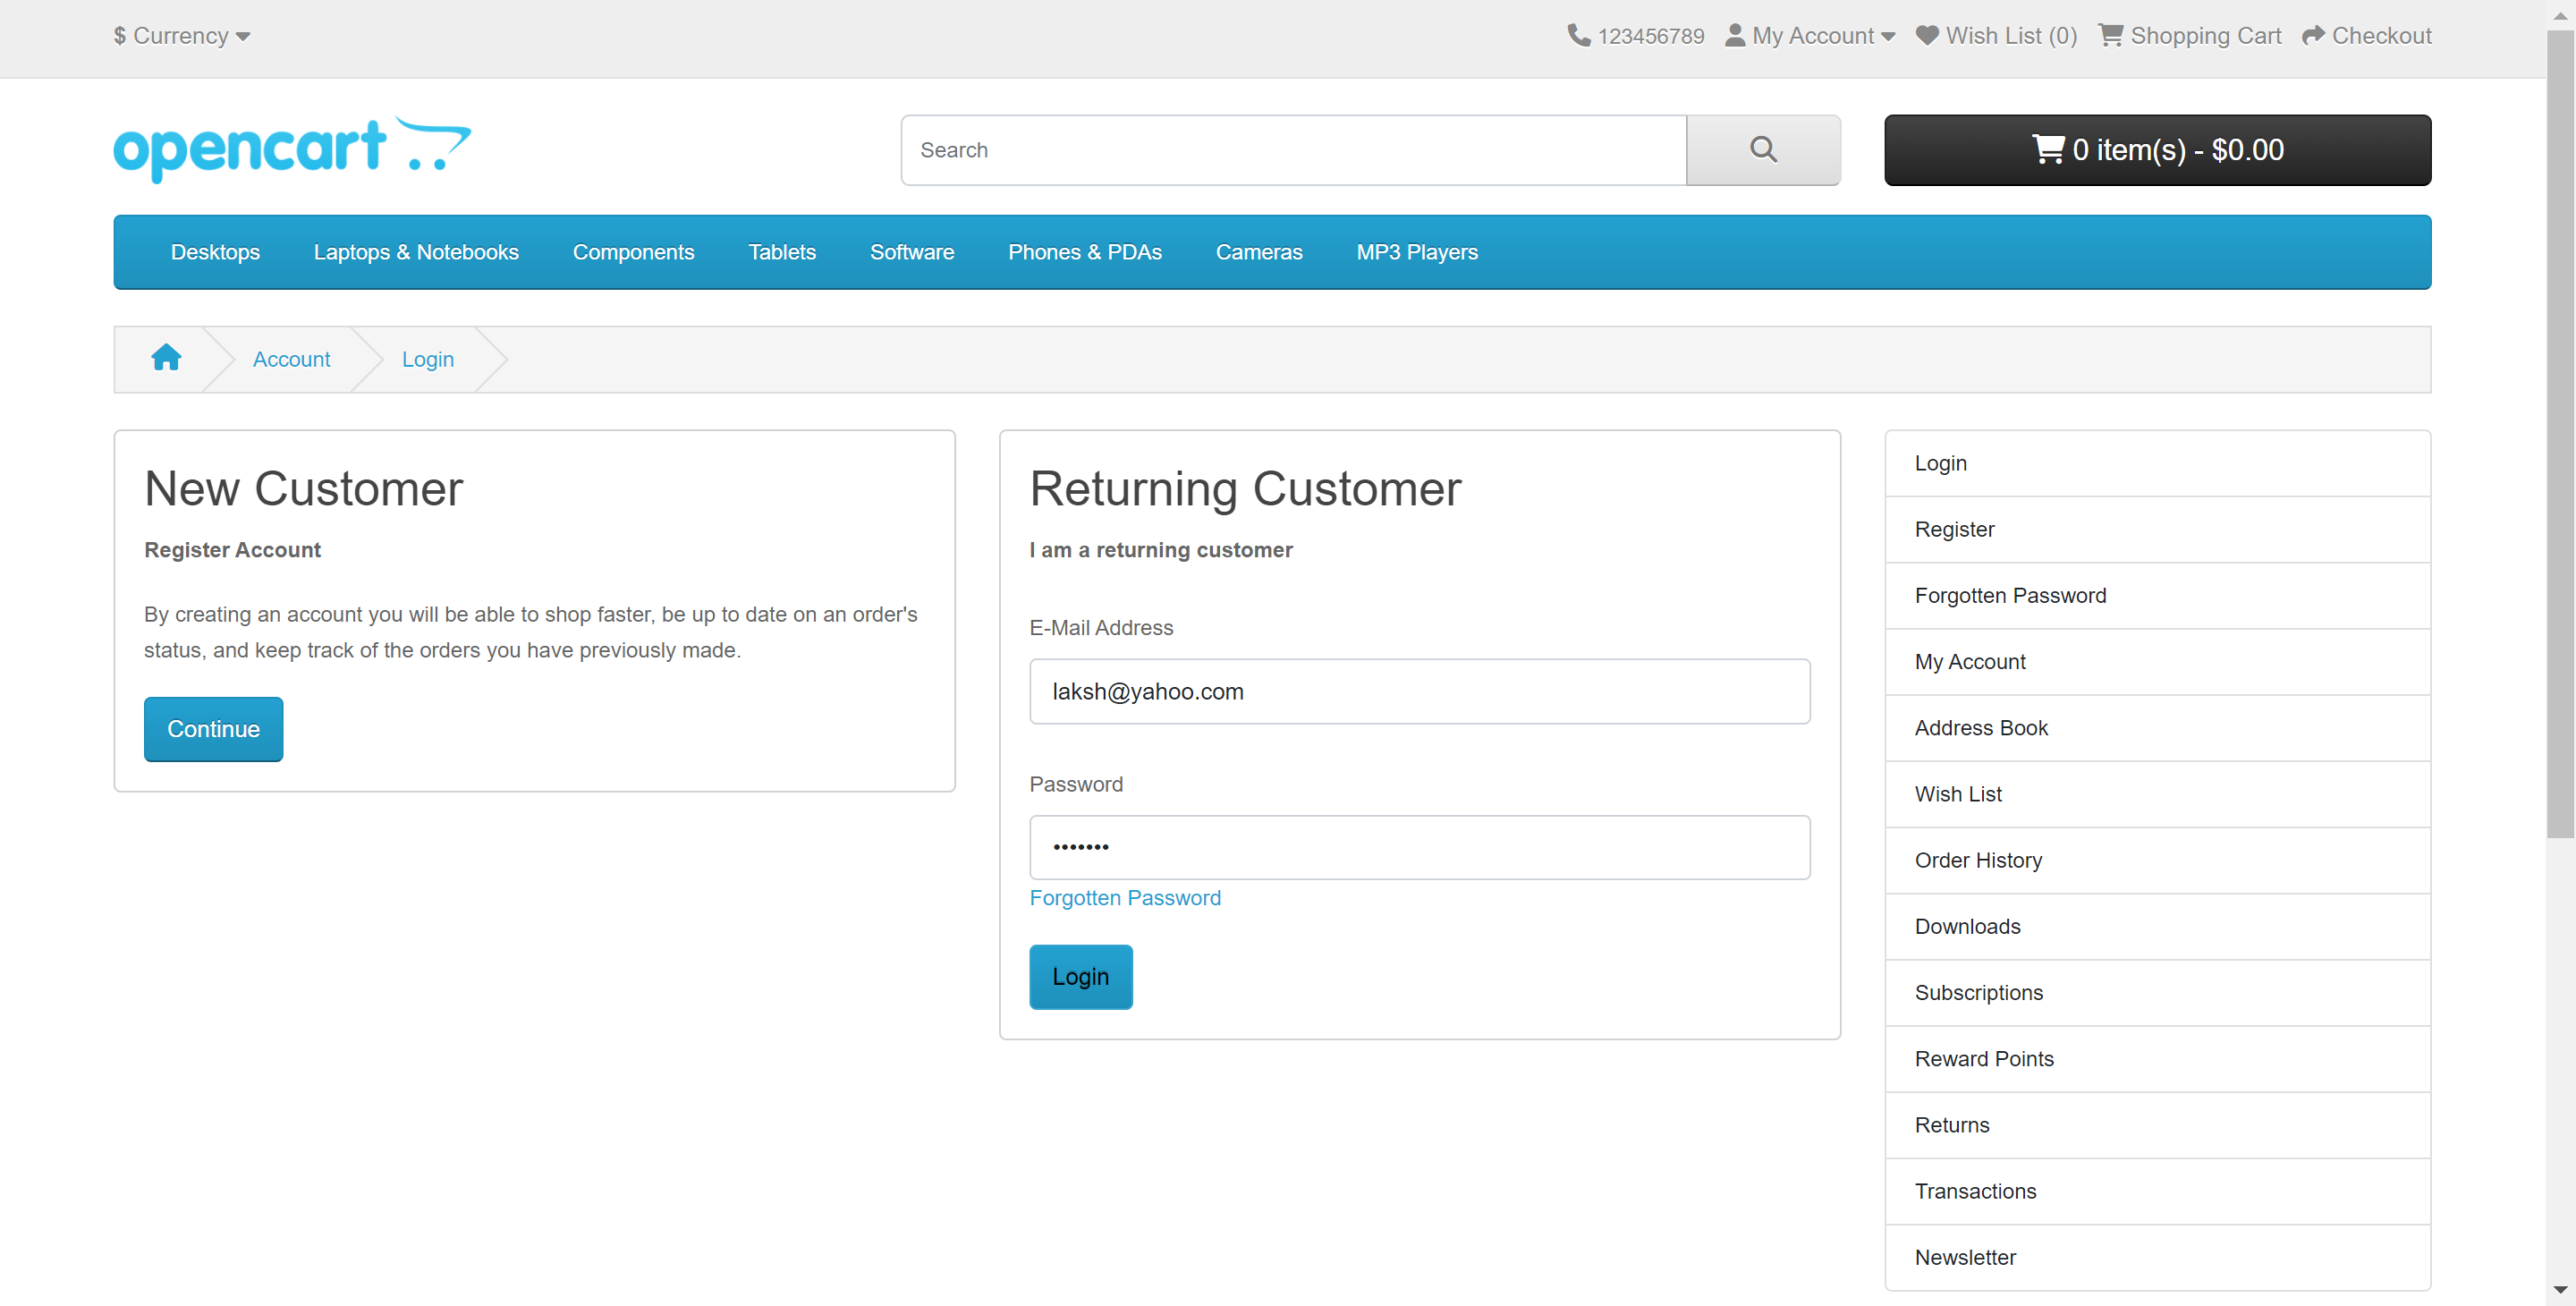 $ Currency
123456789 My Account Wish List (0) Shopping Cart Checkout
opencart
Search
0 item(s) - $0.00
Desktops Laptops & Notebooks Components Tablets Software Phones & PDAs Cameras MP3 Players
Account Login
New Customer
Register Account
By creating an account you will be able to shop faster, be up to date on an order's
status, and keep track of the orders you have previously made.
Continue
Returning Customer
I am a returning customer
E-Mail Address
laksh@yahoo.com
Password
•••••••
Forgotten Password
Login
Login
Register
Forgotten Password
My Account
Address Book
Wish List
Order History
Downloads
Subscriptions
Reward Points
Returns
Transactions
Newsletter